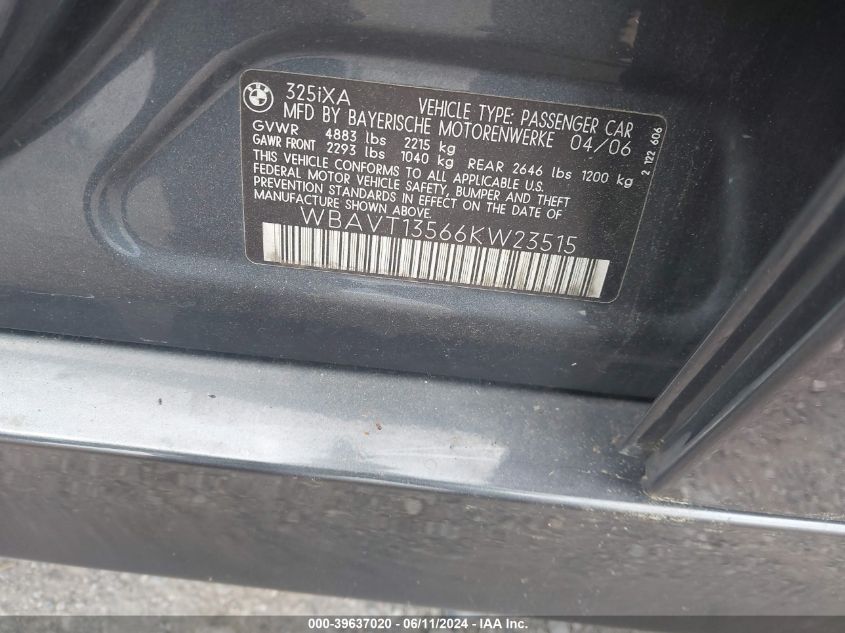 BMW
325iXA VEHICLE TYPE: PASSENGER CAR
MFD BY BAYERISCHE MOTORENWERKE 04/06
GVWR 4883 lbs 2215 kg
GAWR FRONT 2293 lbs 1040 kg REAR 2646 lbs 1200 kg
THIS VEHICLE CONFORMS TO ALL APPLICABLE U.S.
FEDERAL MOTOR VEHICLE SAFETY, BUMPER AND THEFT
PREVENTION STANDARDS IN EFFECT ON THE DATE OF
MANUFACTURE SHOWN ABOVE.
WBAVT13566KW23515
2 122 606
000-39637020 - 06/11/2024 - IAA Inc.